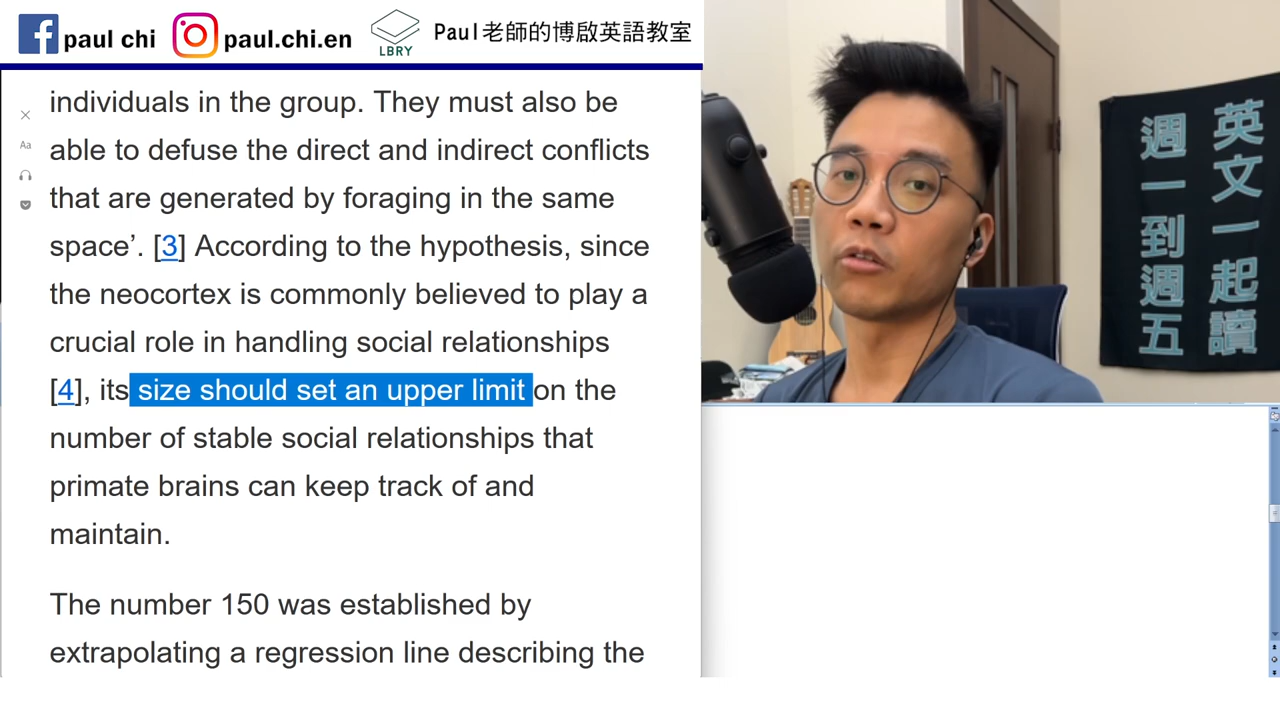 paul chi
paul.chi.en
LBRY
Paul老師的博啟英語教室
individuals in the group. They must also be
Aa
able to defuse the direct and indirect conflicts
that are generated by foraging in the same
space’. [3] According to the hypothesis, since
the neocortex is commonly believed to play a
crucial role in handling social relationships
[4], its size should set an upper limit on the
number of stable social relationships that
primate brains can keep track of and
maintain.
The number 150 was established by
extrapolating a regression line describing the
英文一起讀
週一到週五